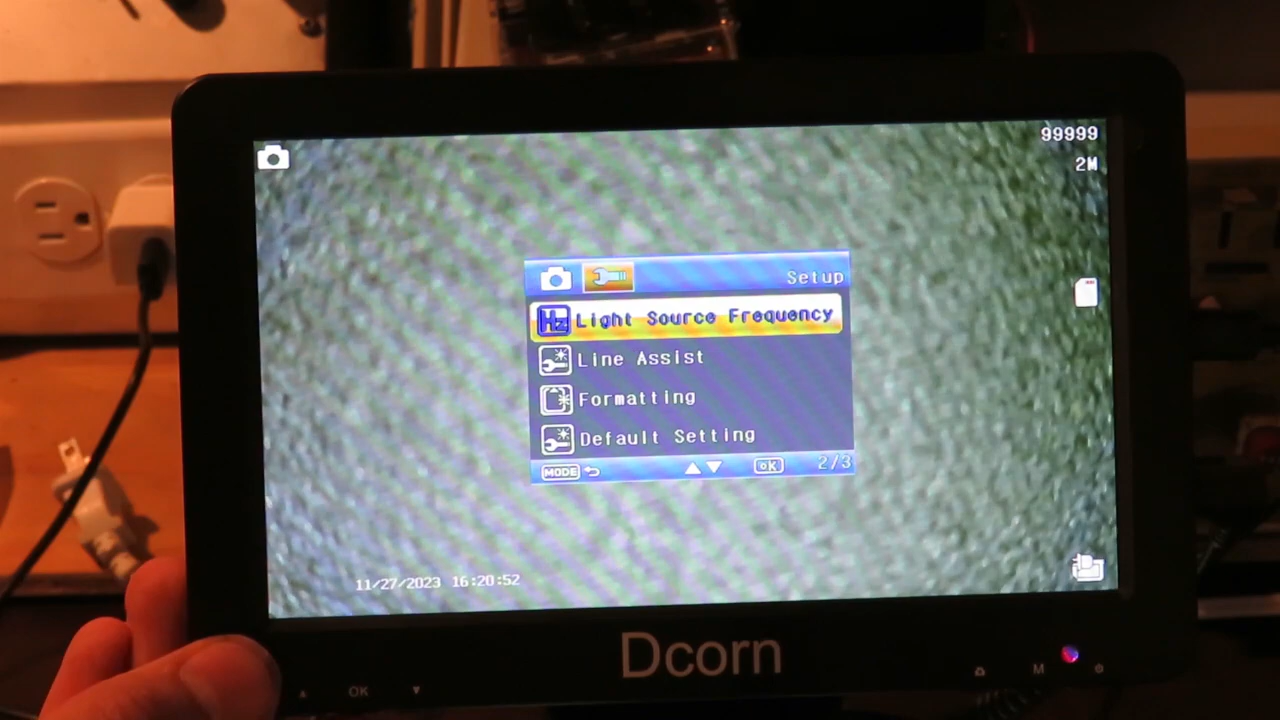 99999
2M
Setup
Hz Light Source Frequency
Line Assist
Formatting
Default Setting
MODE OK 2/3
11/27/2023 16:20:52
Dcorn
OK M